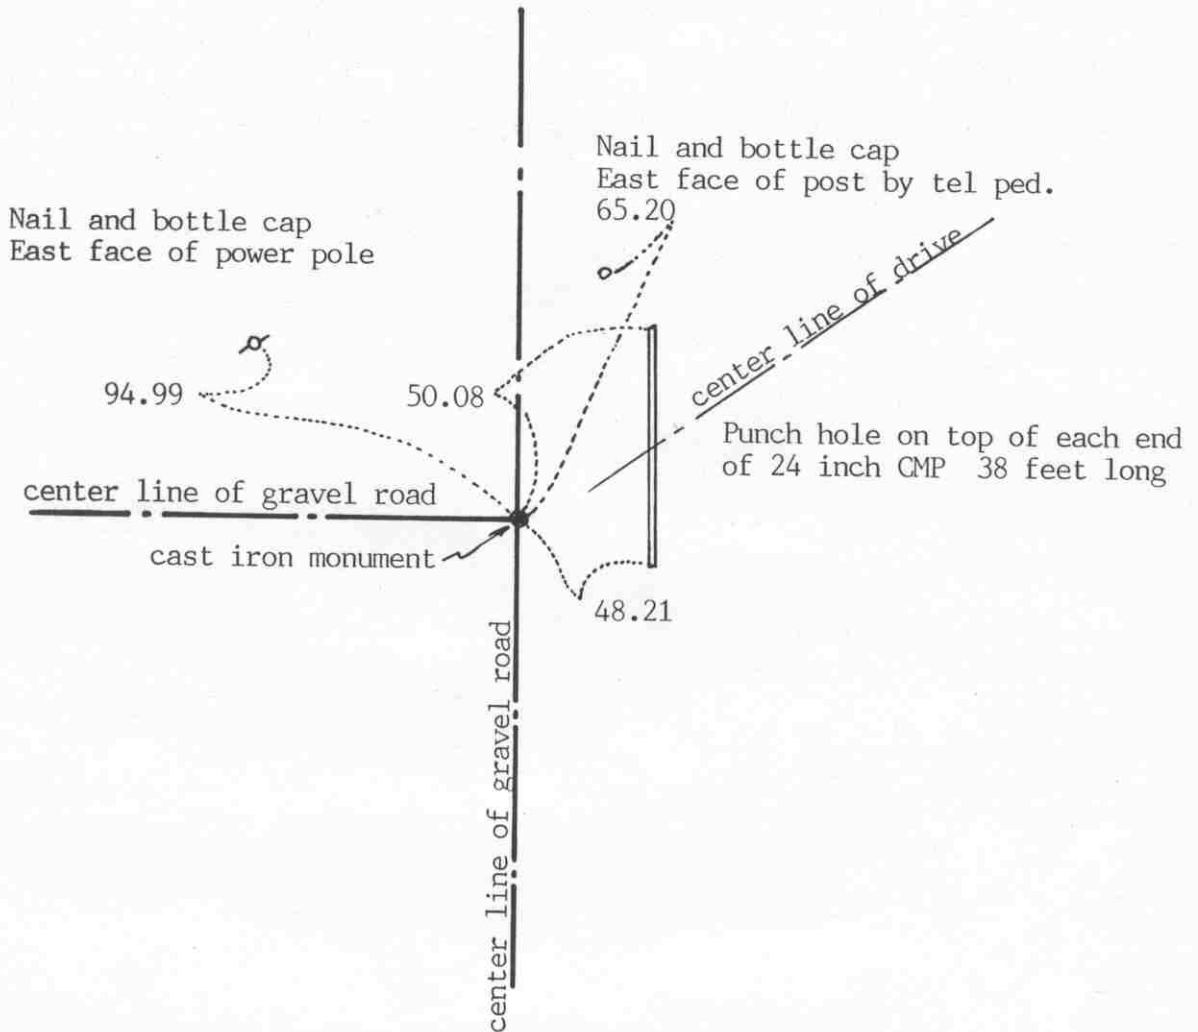 Nail and bottle cap
East face of post by tel ped.
65.20
Nail and bottle cap
East face of power pole
center line of drive
94.99
50.08
Punch hole on top of each end
of 24 inch CMP 38 feet long
center line of gravel road
cast iron monument
48.21
center line of gravel road